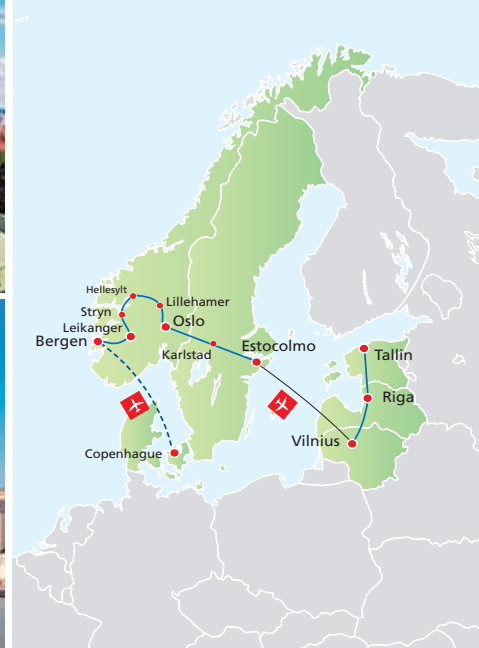 Hellesylt
Lillehamer
Stryn
Oslo
Leikanger
Bergen
Karlstad
Estocolmo
Tallin
Riga
Vilnius
Copenhague